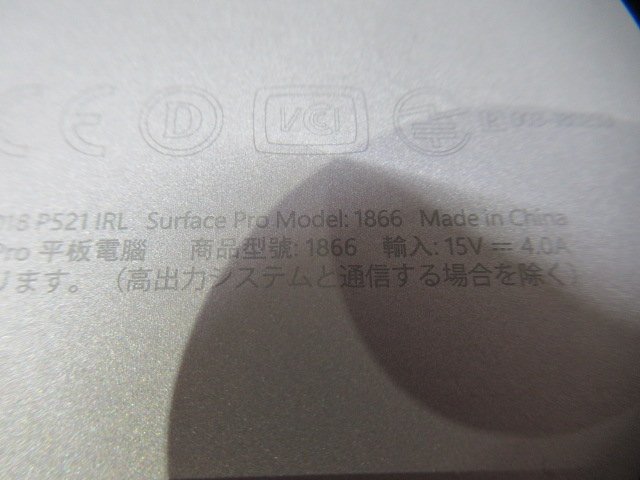 CE D VCCI
018 P521 IRL Surface Pro Model: 1866 Made in China
Pro 平板電腦 商品型號: 1866 輸入: 15V ⎓ 4.0A
ります。（高出力システムと通信する場合を除く）